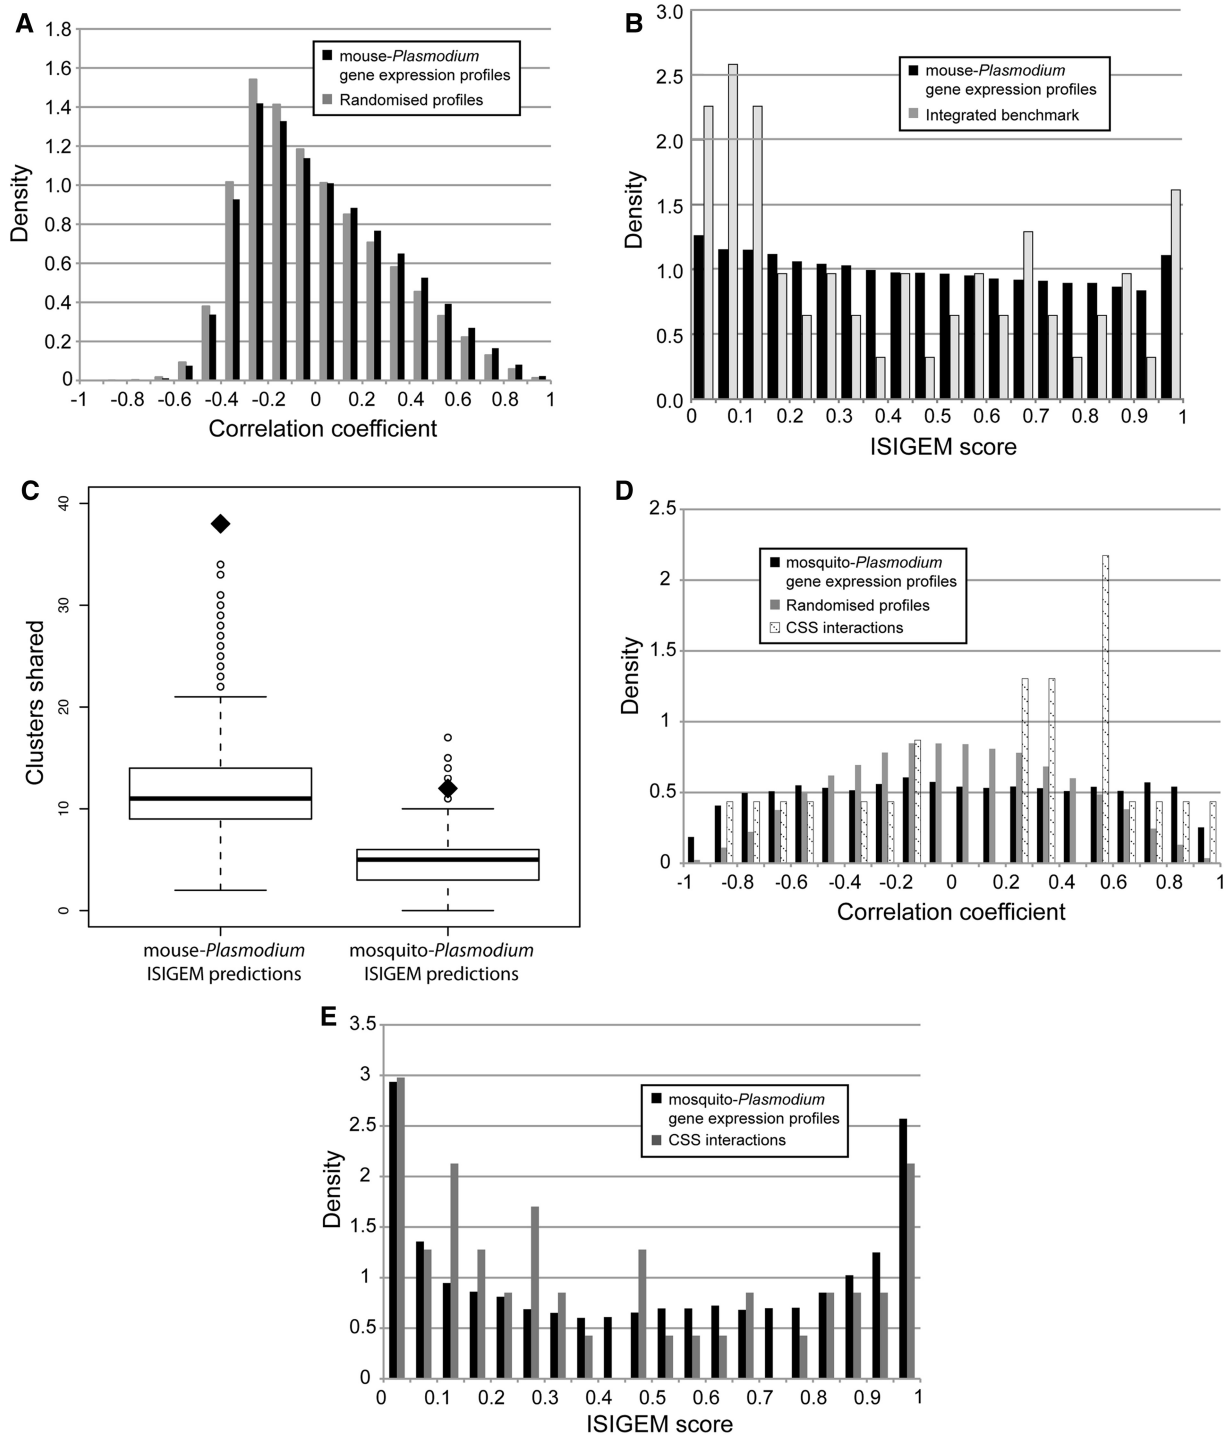 A
1.8
1.6
1.4
1.2
1.0
0.8
0.6
0.4
0.2
0
Density
mouse-Plasmodium
gene expression profiles
Randomised profiles
-1 -0.8 -0.6 -0.4 -0.2 0 0.2 0.4 0.6 0.8 1
Correlation coefficient
B
3.0
2.5
2.0
1.5
1.0
0.5
0.0
Density
mouse-Plasmodium
gene expression profiles
Integrated benchmark
0 0.1 0.2 0.3 0.4 0.5 0.6 0.7 0.8 0.9 1
ISIGEM score
C
40
30
20
10
0
Clusters shared
mouse-Plasmodium
ISIGEM predictions
mosquito-Plasmodium
ISIGEM predictions
D
2.5
2
1.5
1
0.5
0
Density
mosquito-Plasmodium
gene expression profiles
Randomised profiles
CSS interactions
-1 -0.8 -0.6 -0.4 -0.2 0 0.2 0.4 0.6 0.8 1
Correlation coefficient
E
3.5
3
2.5
2
1.5
1
0.5
0
Density
mosquito-Plasmodium
gene expression profiles
CSS interactions
0 0.1 0.2 0.3 0.4 0.5 0.6 0.7 0.8 0.9 1
ISIGEM score